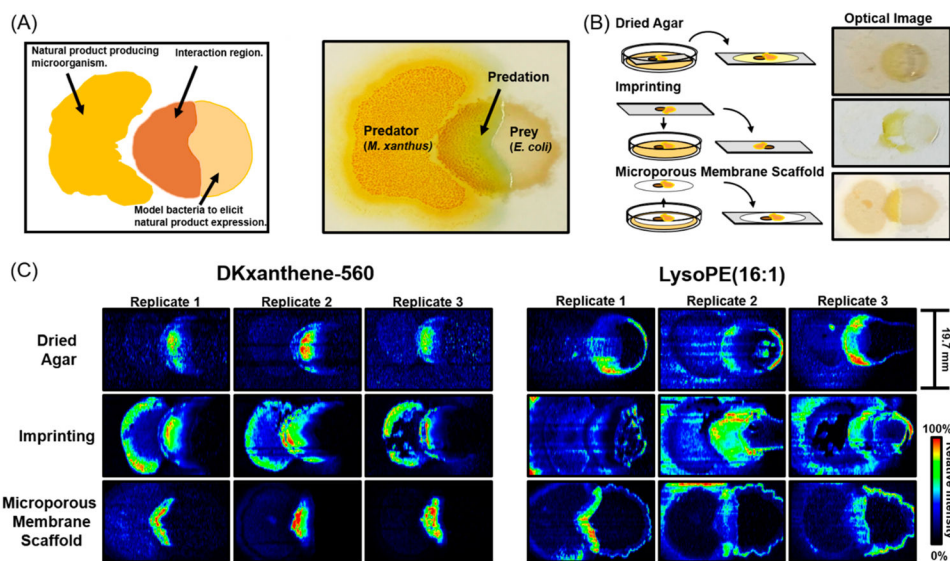 (A)
Natural product producing
microorganism.
Interaction region.
Model bacteria to elicit
natural product expression.
Predation
Predator
(M. xanthus)
Prey
(E. coli)
(B)
Dried Agar
Imprinting
Microporous Membrane Scaffold
Optical Image
(C)
DKxanthene-560
LysoPE(16:1)
Replicate 1
Replicate 2
Replicate 3
Replicate 1
Replicate 2
Replicate 3
Dried
Agar
Imprinting
Microporous
Membrane
Scaffold
19.7 mm
100%
Relative Intensity
0%